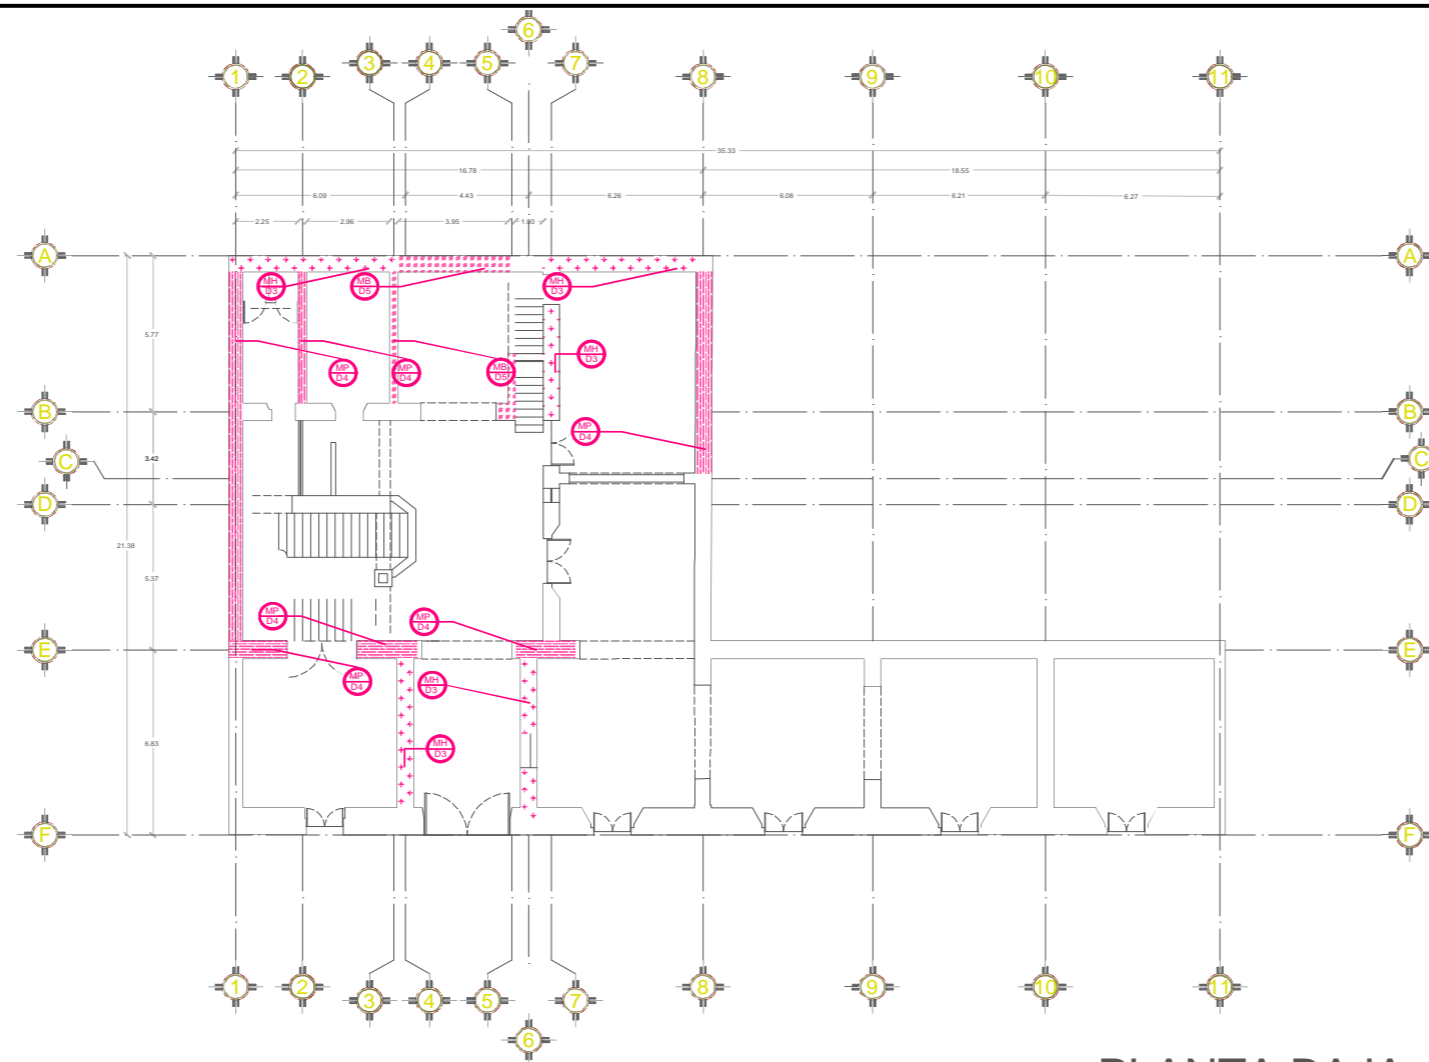 6
3 4 5 7
1 2 8 9 10 11
35.33
16.78 18.55
6.09 4.43 6.26 6.08 6.21 6.27
2.25 2.96 3.95 1.80
A A
MH D3 MB D5 MH D3
5.77
MH D3
MP D4 MP D4 MB D5
B B
MP D4
C 3.42 C
D D
21.38
5.37
MP D4 MP D4
E E
MP D4 MH D3
6.83 MH D3
F F
1 2 8 9 10 11
3 4 5 7
6